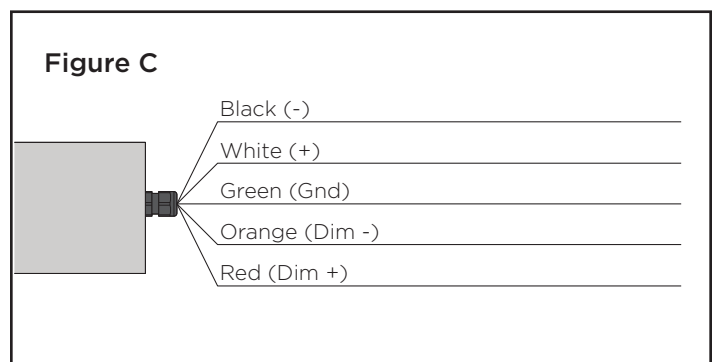 Figure C
Black (-)
White (+)
Green (Gnd)
Orange (Dim -)
Red (Dim +)